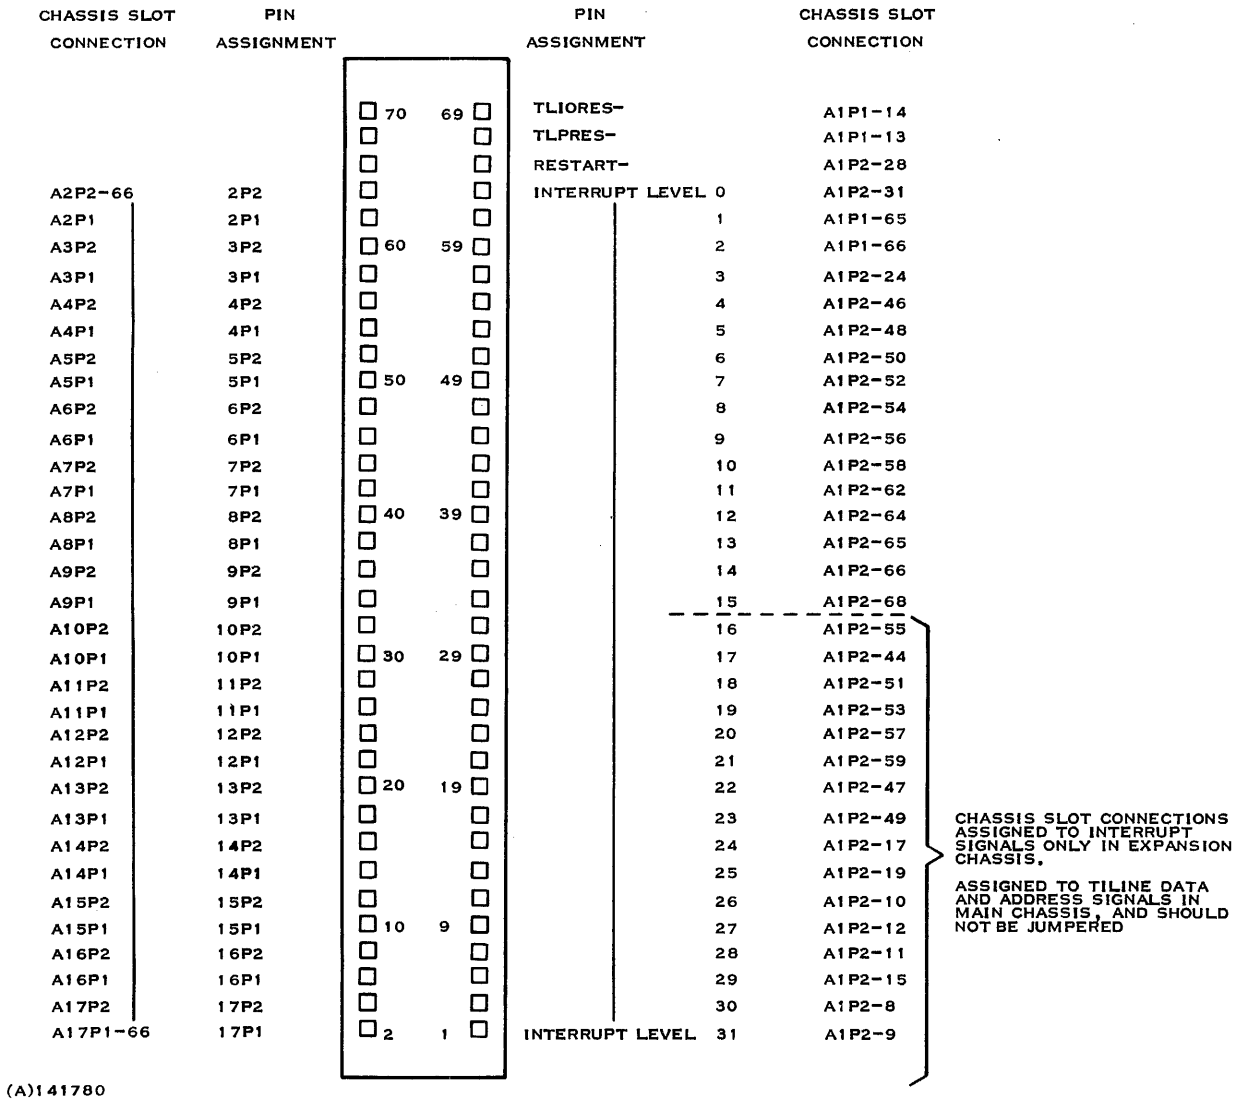 CHASSIS SLOT PIN PIN CHASSIS SLOT
CONNECTION ASSIGNMENT ASSIGNMENT CONNECTION
70 69 TLIORES- A1P1-14
TLPRES- A1P1-13
RESTART- A1P2-28
A2P2-66 2P2 INTERRUPT LEVEL 0 A1P2-31
A2P1 2P1 1 A1P1-65
A3P2 3P2 60 59 2 A1P1-66
A3P1 3P1 3 A1P2-24
A4P2 4P2 4 A1P2-46
A4P1 4P1 5 A1P2-48
A5P2 5P2 6 A1P2-50
A5P1 5P1 50 49 7 A1P2-52
A6P2 6P2 8 A1P2-54
A6P1 6P1 9 A1P2-56
A7P2 7P2 10 A1P2-58
A7P1 7P1 11 A1P2-62
A8P2 8P2 40 39 12 A1P2-64
A8P1 8P1 13 A1P2-65
A9P2 9P2 14 A1P2-66
A9P1 9P1 15 A1P2-68
A10P2 10P2 16 A1P2-55
A10P1 10P1 30 29 17 A1P2-44
A11P2 11P2 18 A1P2-51
A11P1 11P1 19 A1P2-53
A12P2 12P2 20 A1P2-57
A12P1 12P1 21 A1P2-59
A13P2 13P2 20 19 22 A1P2-47
A13P1 13P1 23 A1P2-49
A14P2 14P2 24 A1P2-17
A14P1 14P1 25 A1P2-19
A15P2 15P2 26 A1P2-10
A15P1 15P1 10 9 27 A1P2-12
A16P2 16P2 28 A1P2-11
A16P1 16P1 29 A1P2-15
A17P2 17P2 30 A1P2-8
A17P1-66 17P1 2 1 INTERRUPT LEVEL 31 A1P2-9
CHASSIS SLOT CONNECTIONS
ASSIGNED TO INTERRUPT
SIGNALS ONLY IN EXPANSION
CHASSIS.
ASSIGNED TO TILINE DATA
AND ADDRESS SIGNALS IN
MAIN CHASSIS, AND SHOULD
NOT BE JUMPERED
(A)141780